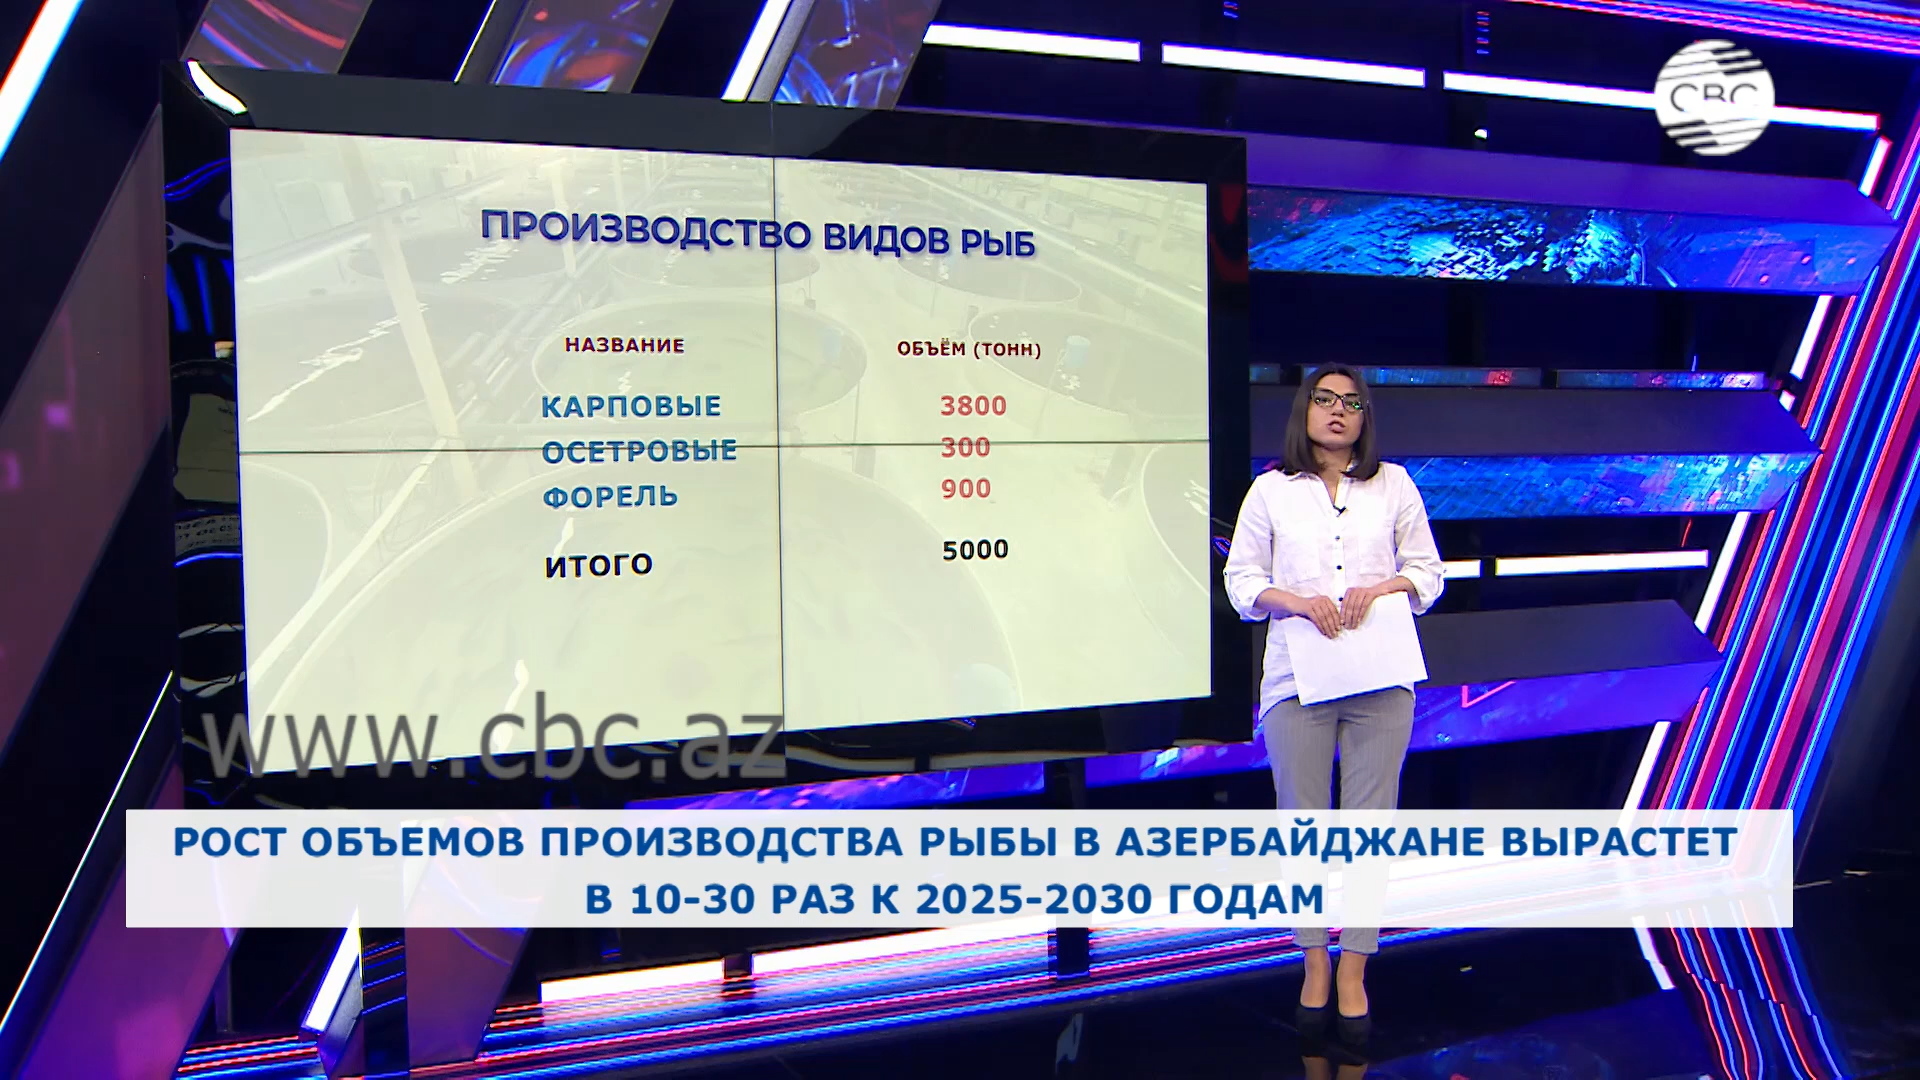 CBC
ПРОИЗВОДСТВО ВИДОВ РЫБ
НАЗВАНИЕ ОБЪЁМ (ТОНН)
КАРПОВЫЕ 3800
ОСЕТРОВЫЕ 300
ФОРЕЛЬ 900
ИТОГО 5000
www.cbc.az
РОСТ ОБЪЕМОВ ПРОИЗВОДСТВА РЫБЫ В АЗЕРБАЙДЖАНЕ ВЫРАСТЕТ
В 10-30 РАЗ К 2025-2030 ГОДАМ